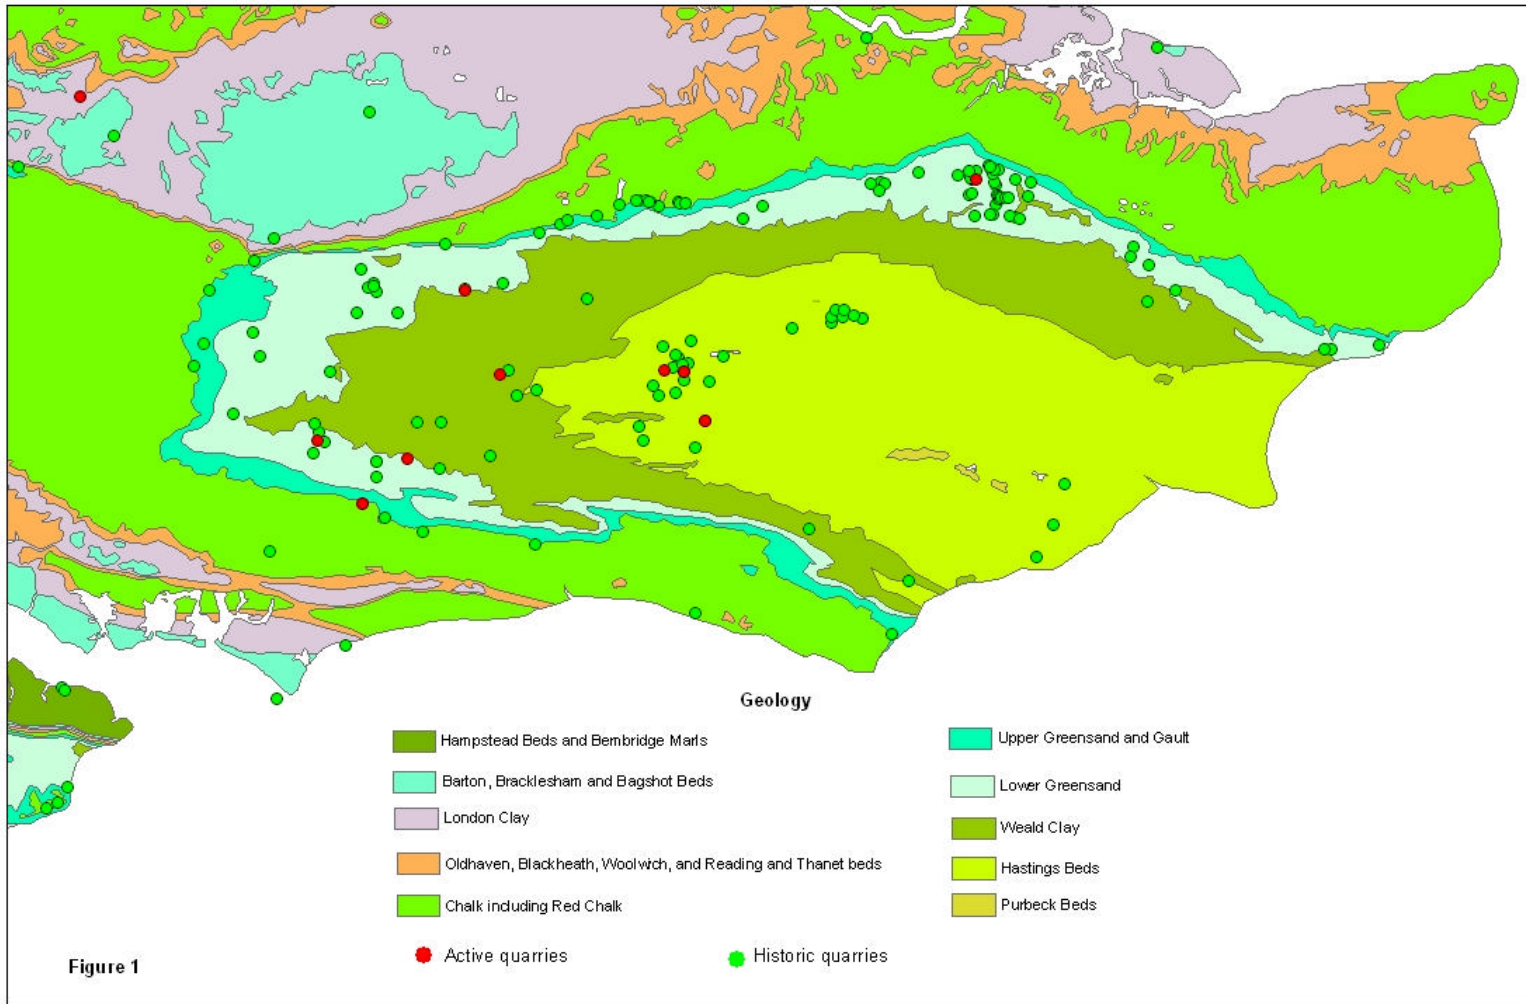 Geology
Hampstead Beds and Bembridge Marls
Barton, Bracklesham and Bagshot Beds
London Clay
Oldhaven, Blackheath, Woolwich, and Reading and Thanet beds
Chalk including Red Chalk
Upper Greensand and Gault
Lower Greensand
Weald Clay
Hastings Beds
Purbeck Beds
Active quarries
Historic quarries
Figure 1